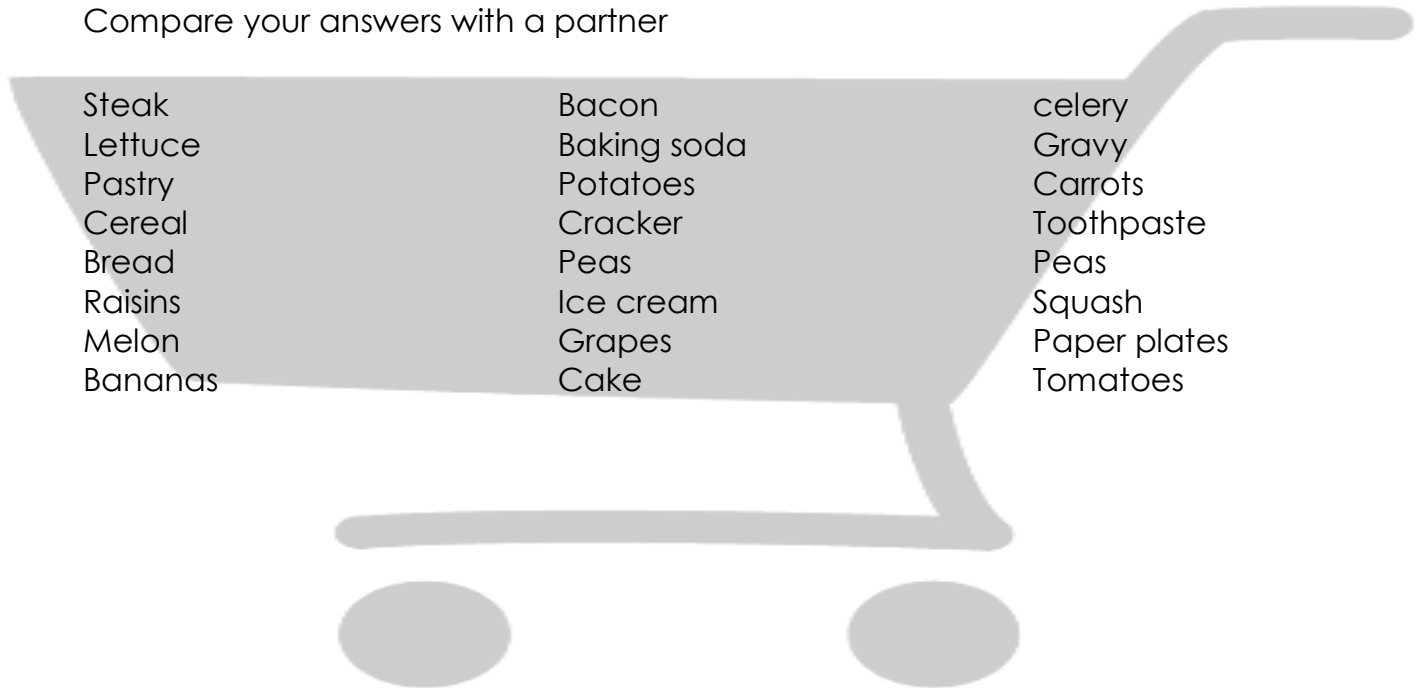 Compare your answers with a partner
Steak Bacon celery
Lettuce Baking soda Gravy
Pastry Potatoes Carrots
Cereal Cracker Toothpaste
Bread Peas Peas
Raisins Ice cream Squash
Melon Grapes Paper plates
Bananas Cake Tomatoes